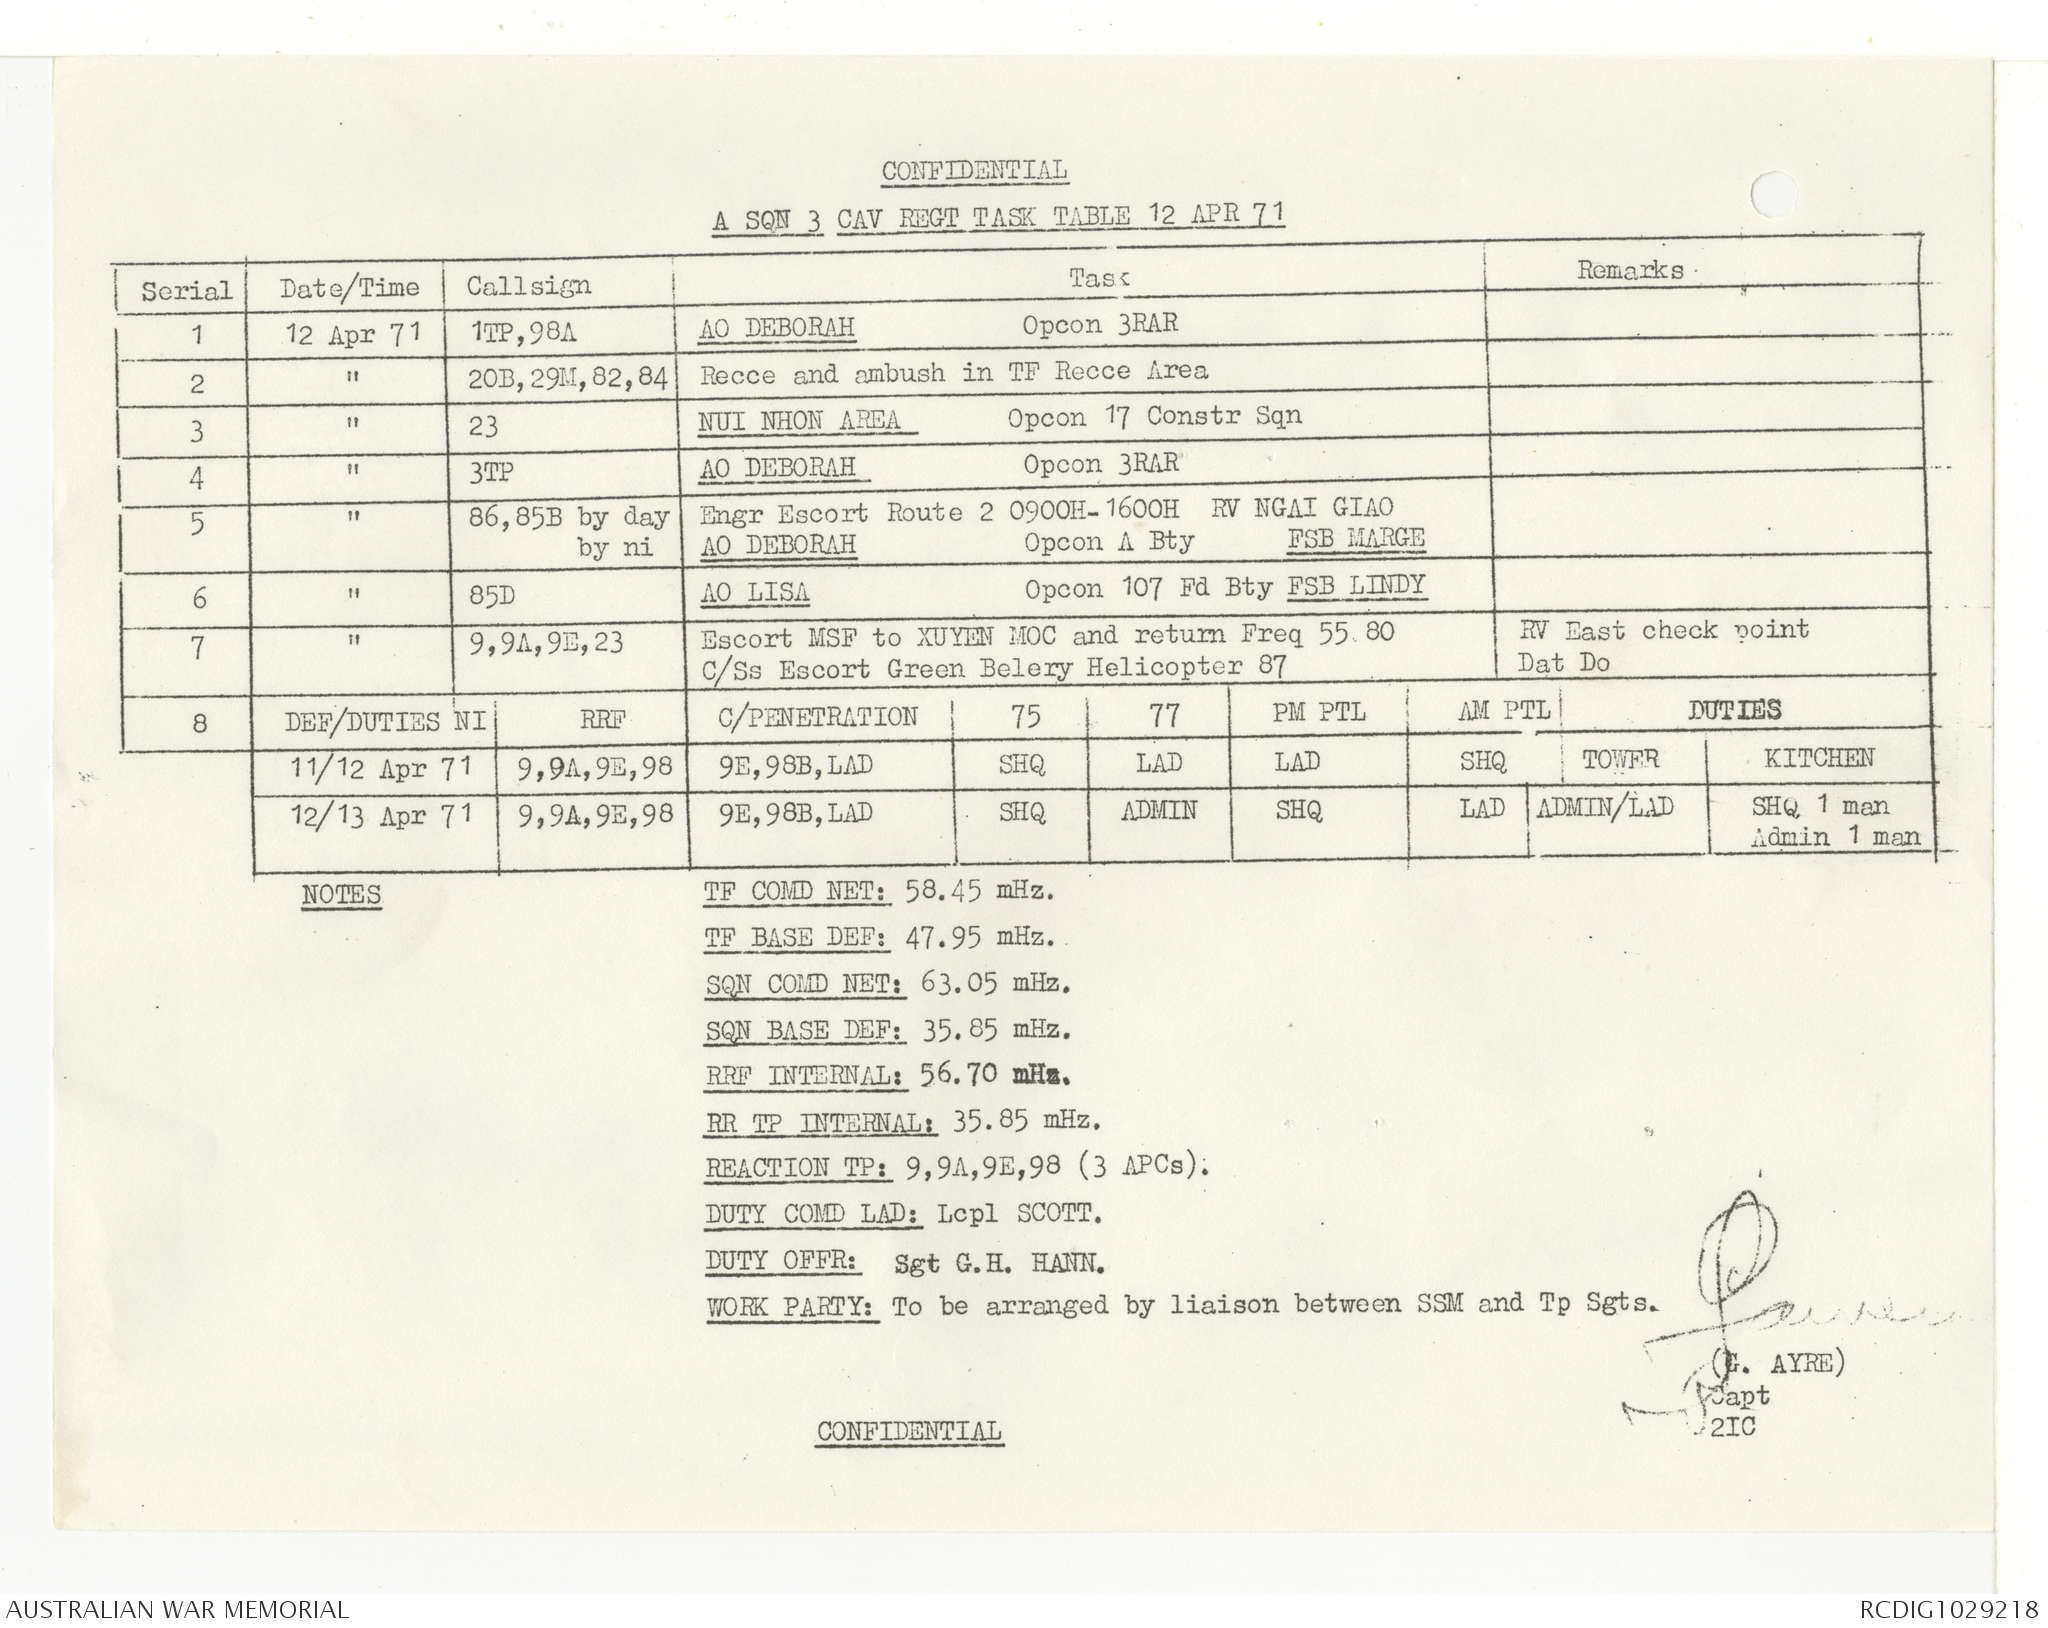 CONFIDENTIAL
A SQN 3 CAV REGT TASK TABLE 12 APR 71
Serial Date/Time Callsign Task Remarks
1 12 Apr 71 1TP,98A AO DEBORAH Opcon 3RAR
2 " 20B,29M,82,84 Recce and ambush in TF Recce Area
3 " 23 NUI NHON AREA Opcon 17 Constr Sqn
4 " 3TP AO DEBORAH Opcon 3RAR
5 " 86,85B by day Engr Escort Route 2 0900H-1600H RV NGAI GIAO
by ni AO DEBORAH Opcon A Bty FSB MARGE
6 " 85D AO LISA Opcon 107 Fd Bty FSB LINDY
7 " 9,9A,9E,23 Escort MSF to XUYEN MOC and return Freq 55.80 RV East check point
C/Ss Escort Green Belery Helicopter 87 Dat Do
8 DEF/DUTIES NI RRF C/PENETRATION 75 77 PM PTL AM PTL DUTIES
11/12 Apr 71 9,9A,9E,98 9E,98B,LAD SHQ LAD LAD SHQ TOWER KITCHEN
12/13 Apr 71 9,9A,9E,98 9E,98B,LAD SHQ ADMIN SHQ LAD ADMIN/LAD SHQ 1 man
Admin 1 man
NOTES TF COMD NET: 58.45 mHz.
TF BASE DEF: 47.95 mHz.
SQN COMD NET: 63.05 mHz.
SQN BASE DEF: 35.85 mHz.
RRF INTERNAL: 56.70 mHz.
RR TP INTERNAL: 35.85 mHz.
REACTION TP: 9,9A,9E,98 (3 APCs).
DUTY COMD LAD: Lcpl SCOTT.
DUTY OFFR: Sgt G.H. HANN.
WORK PARTY: To be arranged by liaison between SSM and Tp Sgts.
(G. AYRE)
Capt
2IC
CONFIDENTIAL
AUSTRALIAN WAR MEMORIAL RCDIG1029218